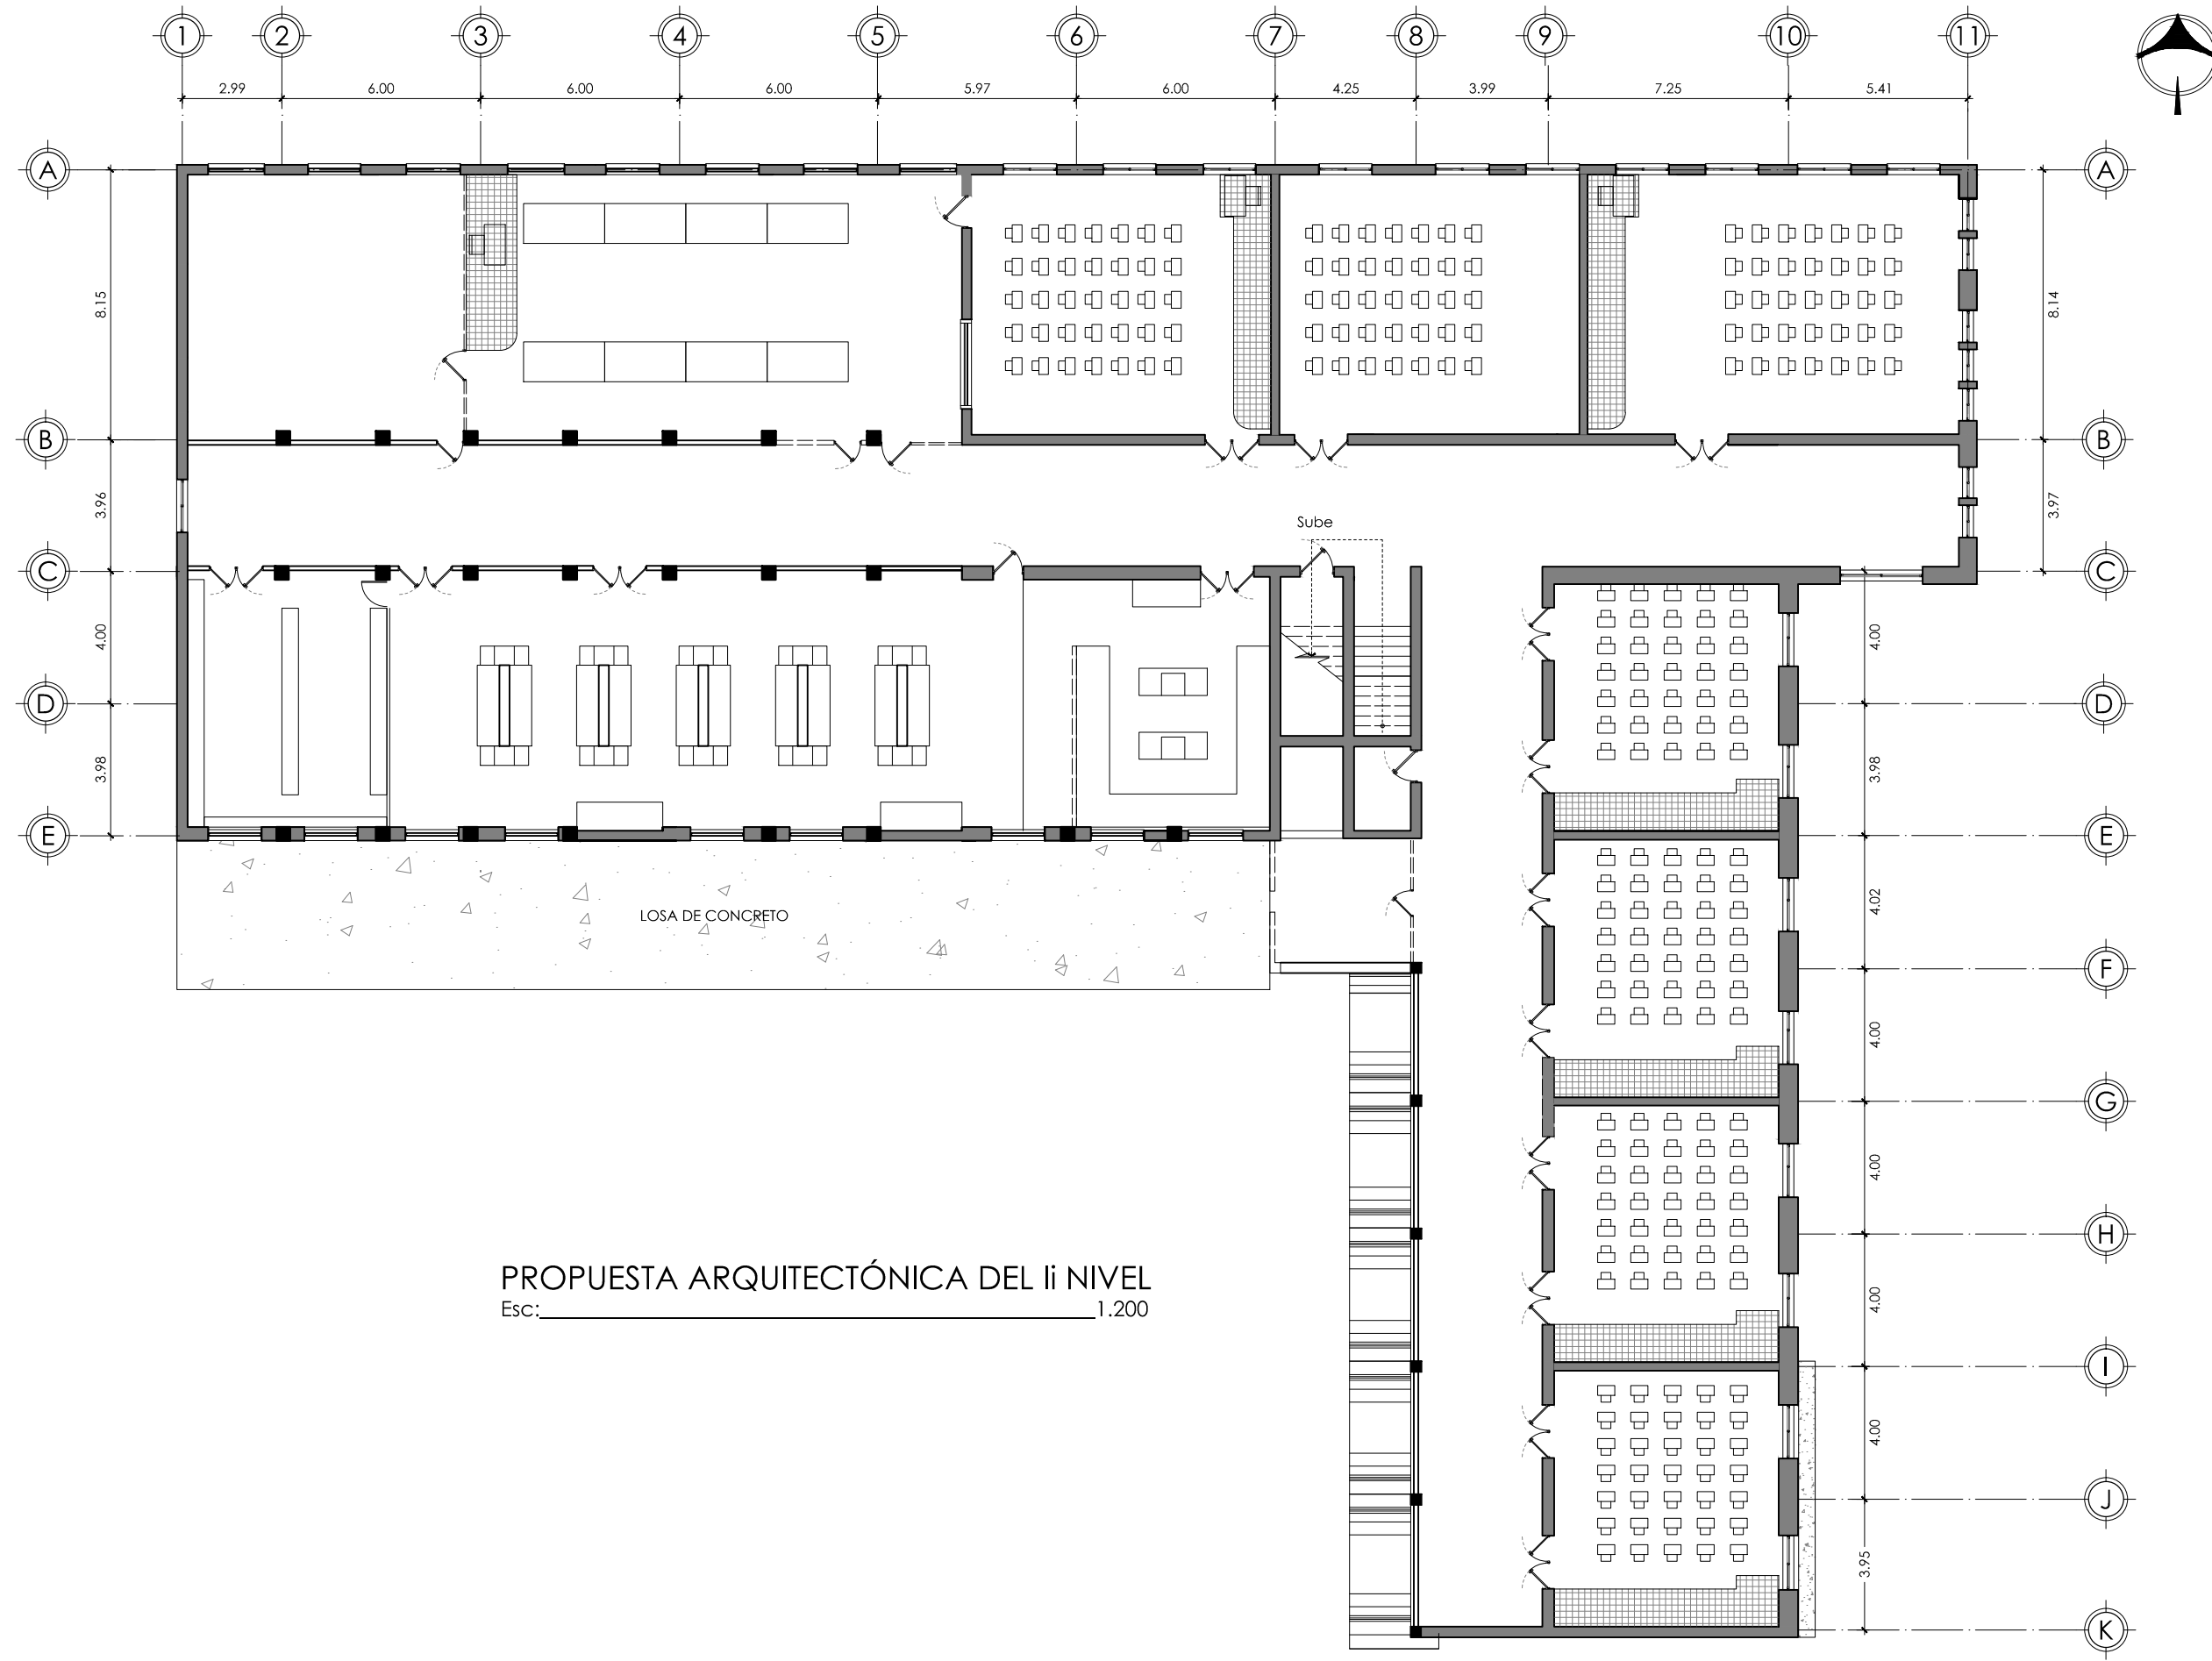 1 2 3 4 5 6 7 8 9 10 11
2.99 6.00 6.00 6.00 5.97 6.00 4.25 3.99 7.25 5.41
A A
8.15 8.14
B B
3.96 3.97
Sube
C C
4.00 4.00
D D
3.98 3.98
E E
4.02
LOSA DE CONCRETO
F
4.00
G
4.00
H
PROPUESTA ARQUITECTÓNICA DEL Ii NIVEL
Esc: 1.200
4.00
I
4.00
J
3.95
K